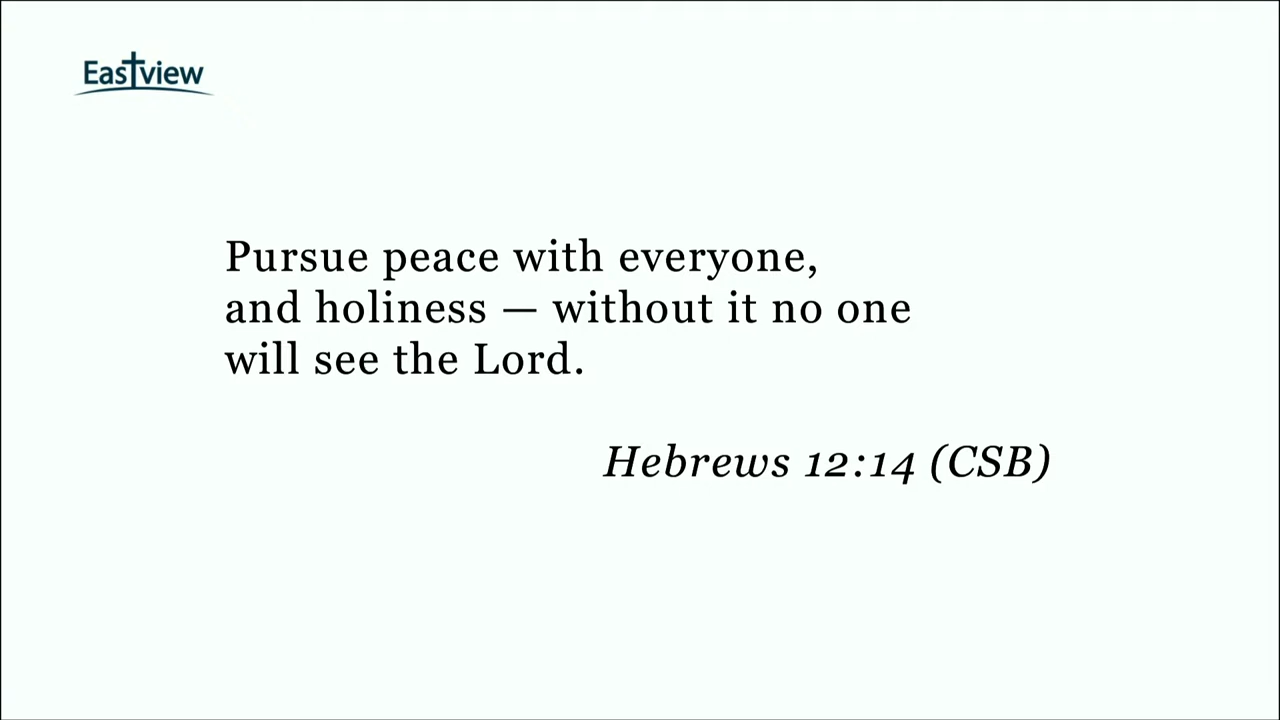 Eastview
Pursue peace with everyone,
and holiness — without it no one
will see the Lord.
Hebrews 12:14 (CSB)